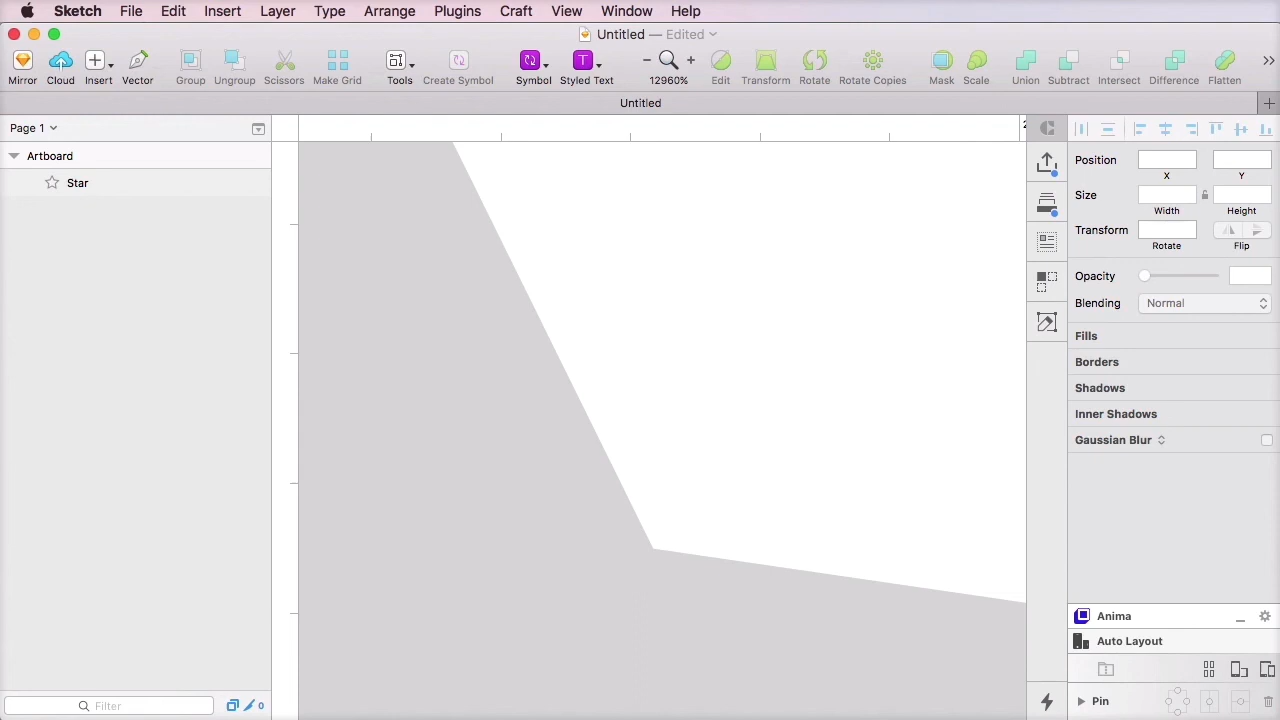 Sketch File Edit Insert Layer Type Arrange Plugins Craft View Window Help
Untitled — Edited
Mirror Cloud Insert Vector Group Ungroup Scissors Make Grid Tools Create Symbol Symbol Styled Text 12960% Edit Transform Rotate Rotate Copies Mask Scale Union Subtract Intersect Difference Flatten
Untitled
Page 1
Artboard
Star
Position
X Y
Size
Width Height
Transform
Rotate Flip
Opacity
Blending Normal
Fills
Borders
Shadows
Inner Shadows
Gaussian Blur
Anima
Auto Layout
Pin
Filter 0